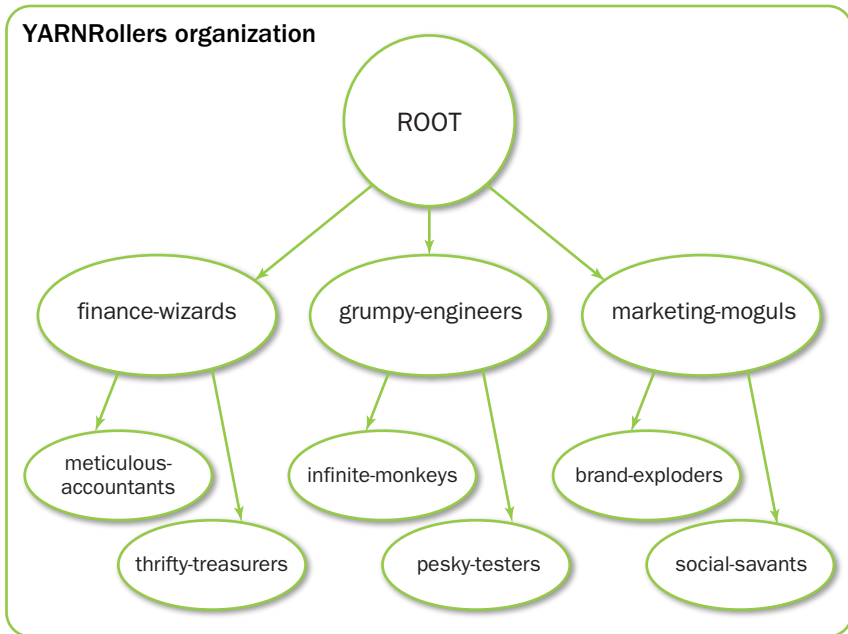 YARNRollers organization
ROOT
finance-wizards
grumpy-engineers
marketing-moguls
meticulous-
accountants
infinite-monkeys
brand-exploders
thrifty-treasurers
pesky-testers
social-savants